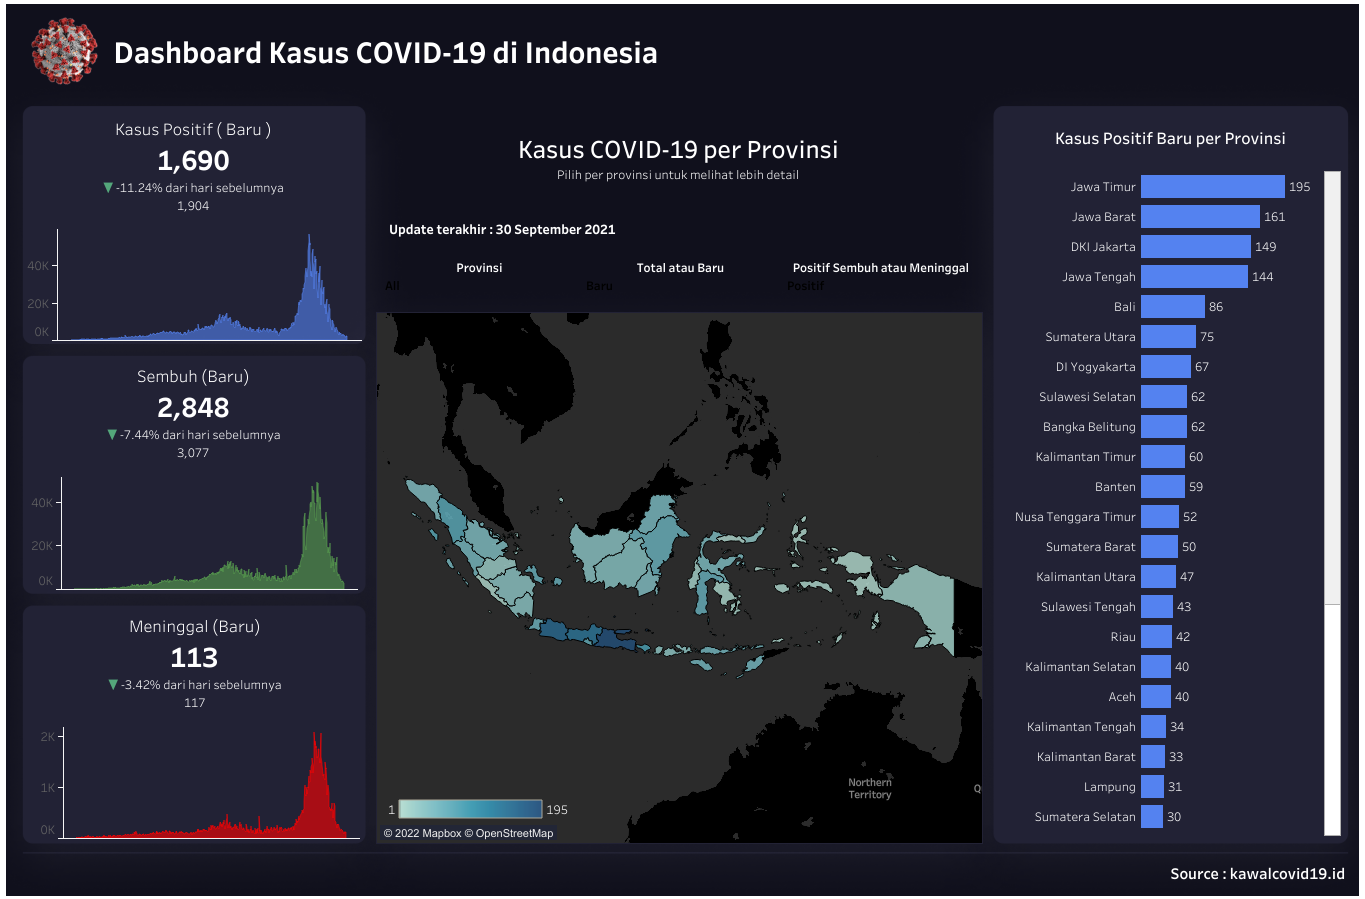 Dashboard Kasus COVID-19 di Indonesia
Kasus Positif ( Baru )
1,690
▼ -11.24% dari hari sebelumnya
1,904
40K
20K
0K
Sembuh (Baru)
2,848
▼ -7.44% dari hari sebelumnya
3,077
40K
20K
0K
Meninggal (Baru)
113
▼ -3.42% dari hari sebelumnya
117
2K
1K
0K
Kasus COVID-19 per Provinsi
Pilih per provinsi untuk melihat lebih detail
Update terakhir : 30 September 2021
Provinsi Total atau Baru Positif Sembuh atau Meninggal
All Baru Positif
Northern
Territory
Q
1 195
© 2022 Mapbox © OpenStreetMap
Kasus Positif Baru per Provinsi
Jawa Timur 195
Jawa Barat 161
DKI Jakarta 149
Jawa Tengah 144
Bali 86
Sumatera Utara 75
DI Yogyakarta 67
Sulawesi Selatan 62
Bangka Belitung 62
Kalimantan Timur 60
Banten 59
Nusa Tenggara Timur 52
Sumatera Barat 50
Kalimantan Utara 47
Sulawesi Tengah 43
Riau 42
Kalimantan Selatan 40
Aceh 40
Kalimantan Tengah 34
Kalimantan Barat 33
Lampung 31
Sumatera Selatan 30
Source : kawalcovid19.id